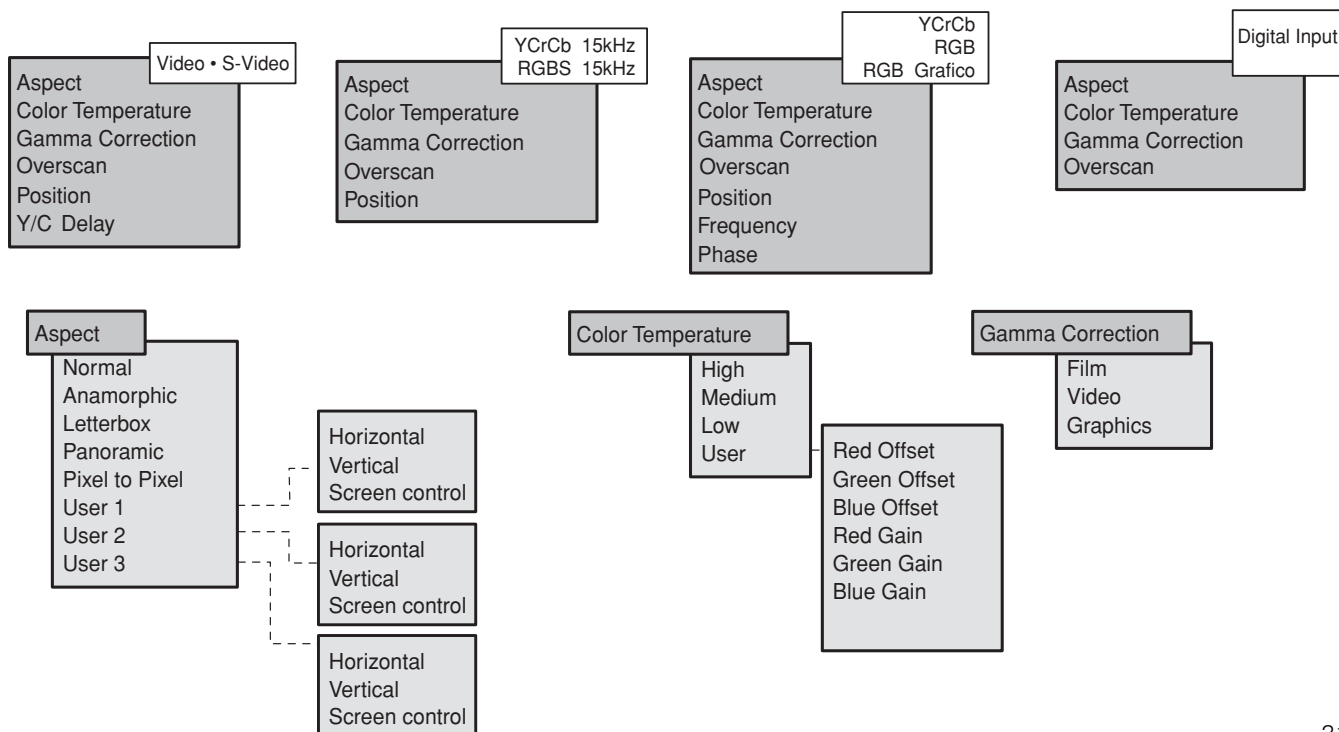 Video • S-Video
Aspect
Color Temperature
Gamma Correction
Overscan
Position
Y/C Delay
YCrCb 15kHz
RGBS 15kHz
Aspect
Color Temperature
Gamma Correction
Overscan
Position
YCrCb
RGB
RGB Grafico
Aspect
Color Temperature
Gamma Correction
Overscan
Position
Frequency
Phase
Digital Input
Aspect
Color Temperature
Gamma Correction
Overscan
Aspect
Normal
Anamorphic
Letterbox
Panoramic
Pixel to Pixel
User 1
User 2
User 3
Horizontal
Vertical
Screen control
Horizontal
Vertical
Screen control
Horizontal
Vertical
Screen control
Color Temperature
High
Medium
Low
User
Red Offset
Green Offset
Blue Offset
Red Gain
Green Gain
Blue Gain
Gamma Correction
Film
Video
Graphics